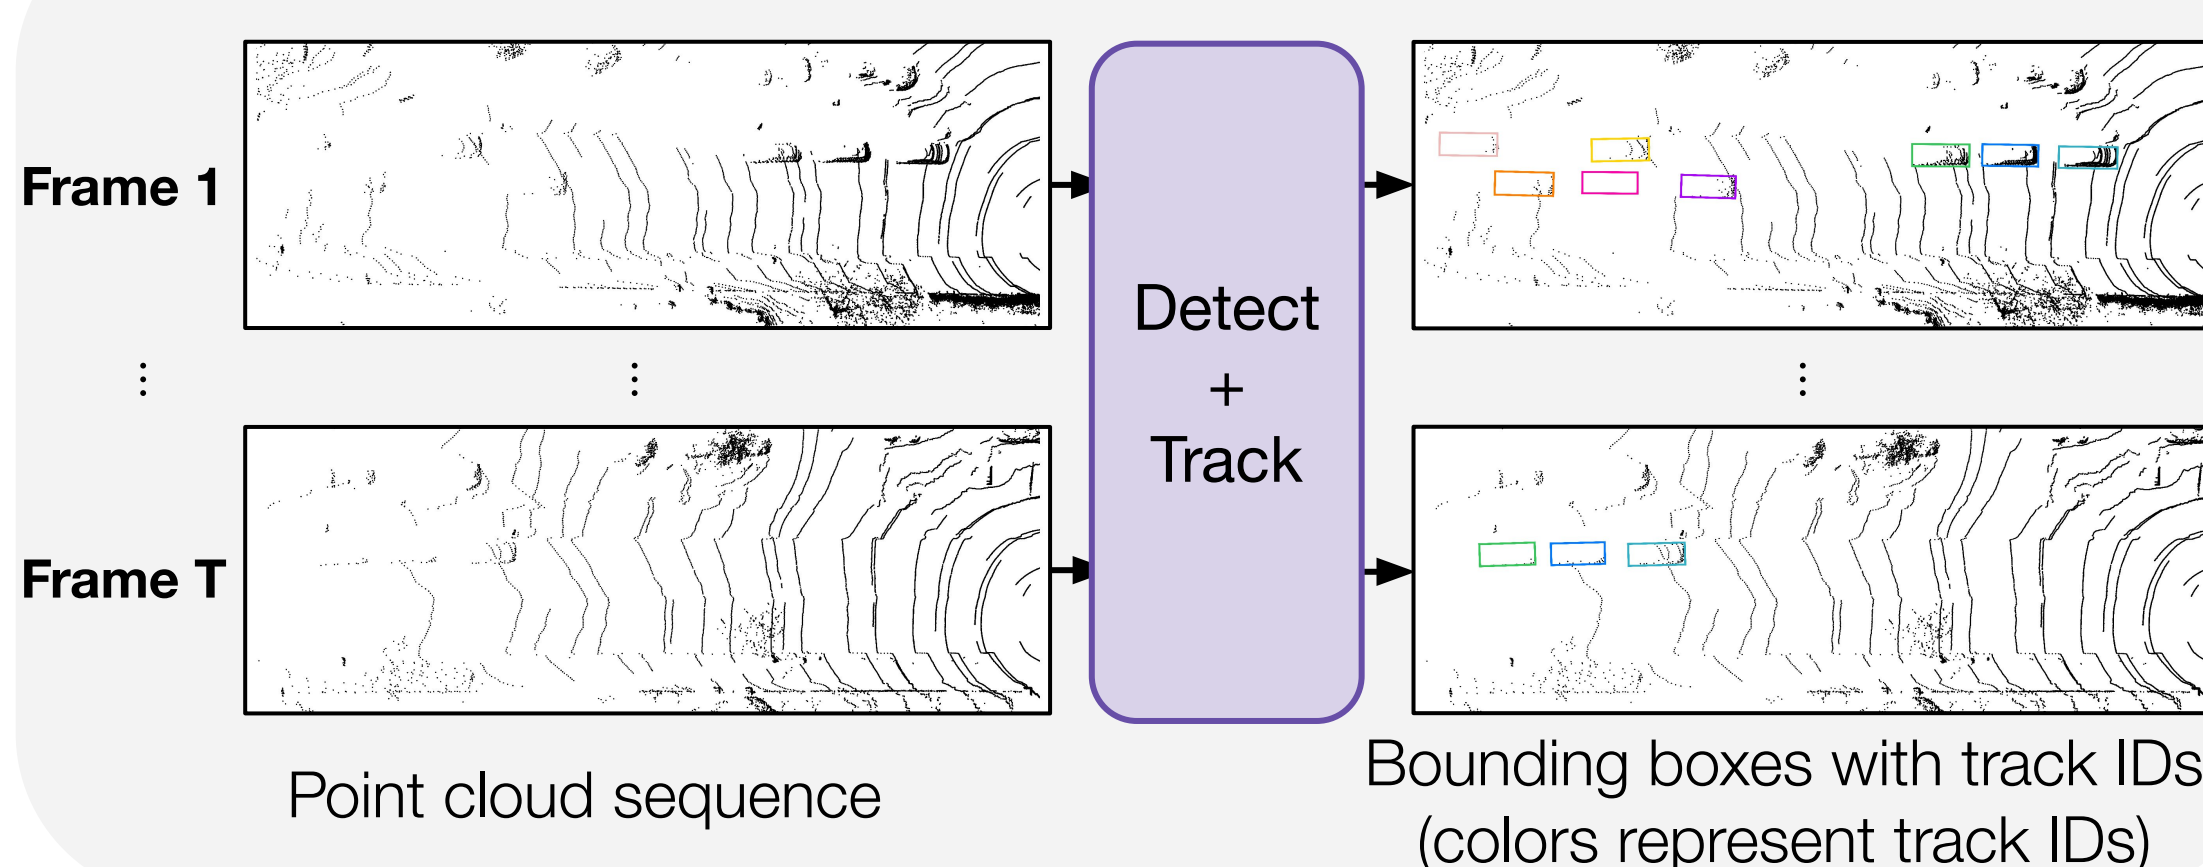 Frame 1
Detect
+
Track
Frame T
Point cloud sequence
Bounding boxes with track IDs
(colors represent track IDs)